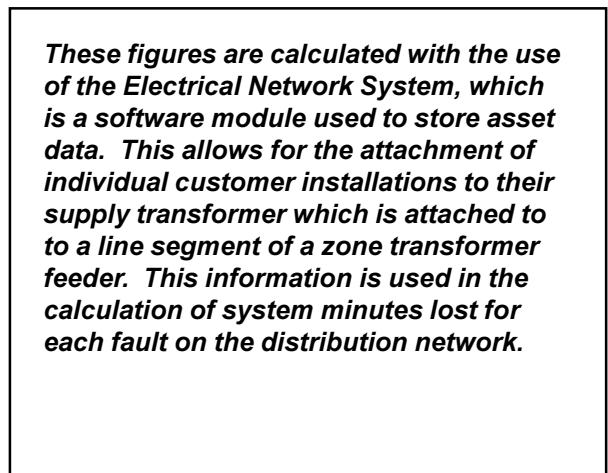 These figures are calculated with the use
of the Electrical Network System, which
is a software module used to store asset
data.  This allows for the attachment of
individual customer installations to their
supply transformer which is attached to
to a line segment of a zone transformer
feeder.  This information is used in the
calculation of system minutes lost for
each fault on the distribution network.